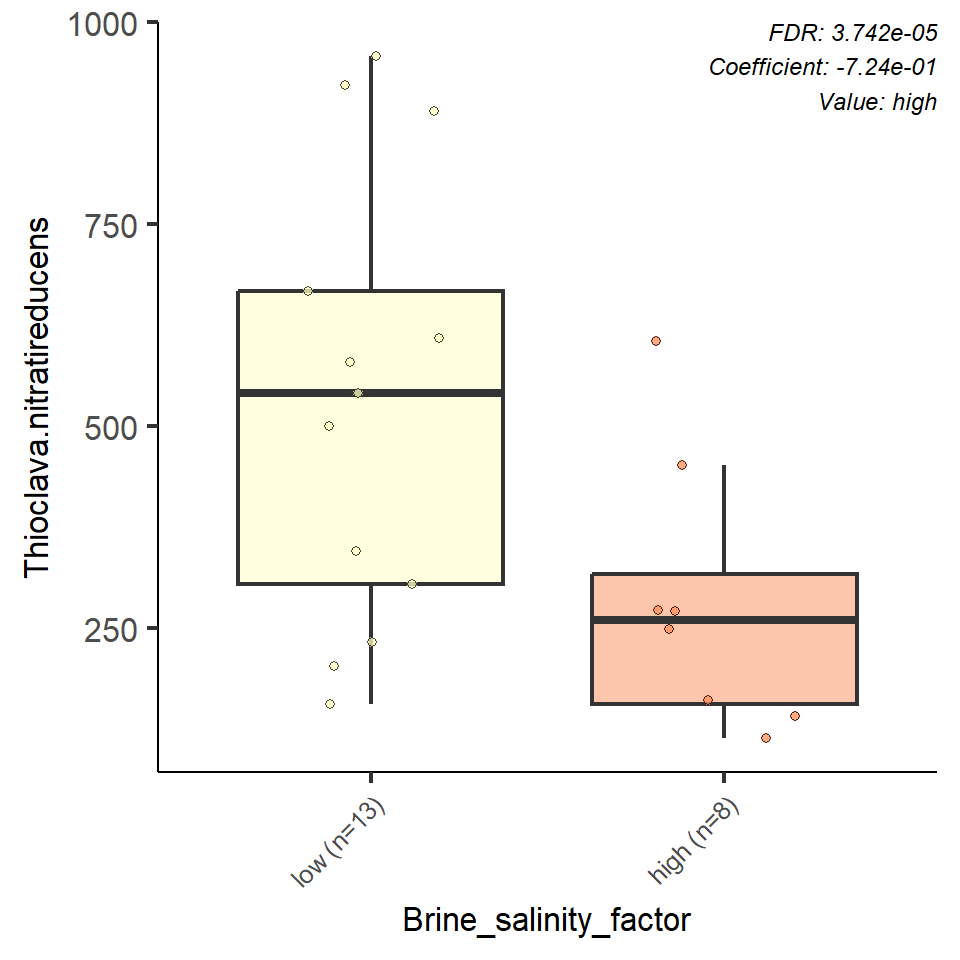 FDR: 3.742e-05
Coefficient: -7.24e-01
Value: high
1000
750
500
250
Thioclava.nitratireducens
low (n=13)
high (n=8)
Brine_salinity_factor